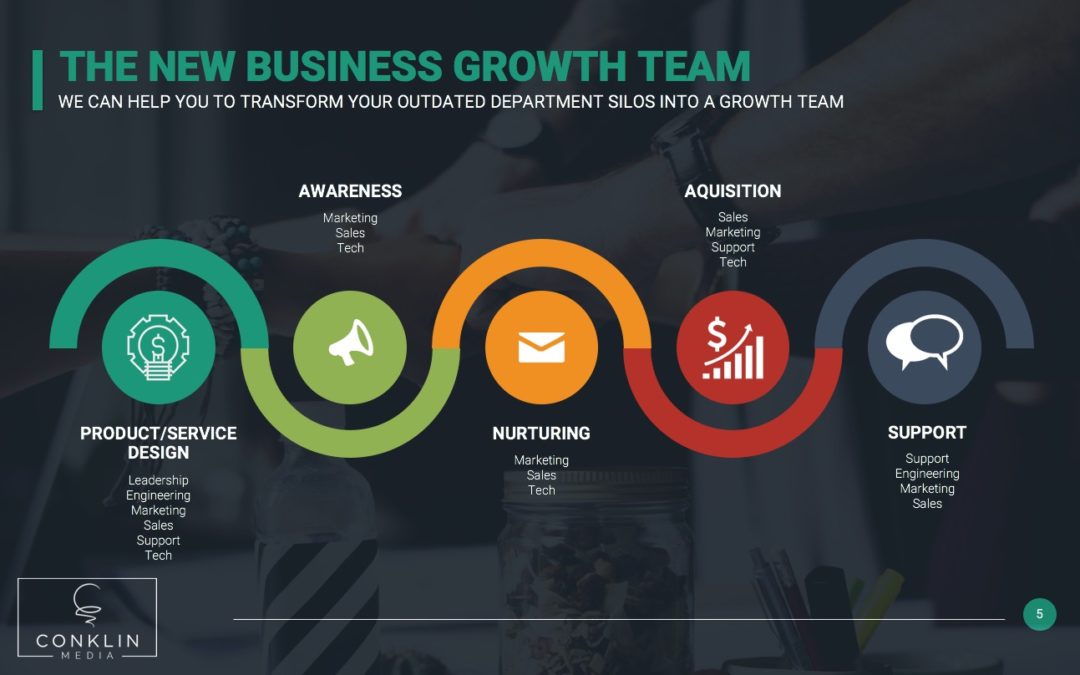 THE NEW BUSINESS GROWTH TEAM
WE CAN HELP YOU TO TRANSFORM YOUR OUTDATED DEPARTMENT SILOS INTO A GROWTH TEAM
PRODUCT/SERVICE
DESIGN
Leadership
Engineering
Marketing
Sales
Support
Tech
AWARENESS
Marketing
Sales
Tech
NURTURING
Marketing
Sales
Tech
AQUISITION
Sales
Marketing
Support
Tech
SUPPORT
Support
Engineering
Marketing
Sales
$
$
CONKLIN
MEDIA
5